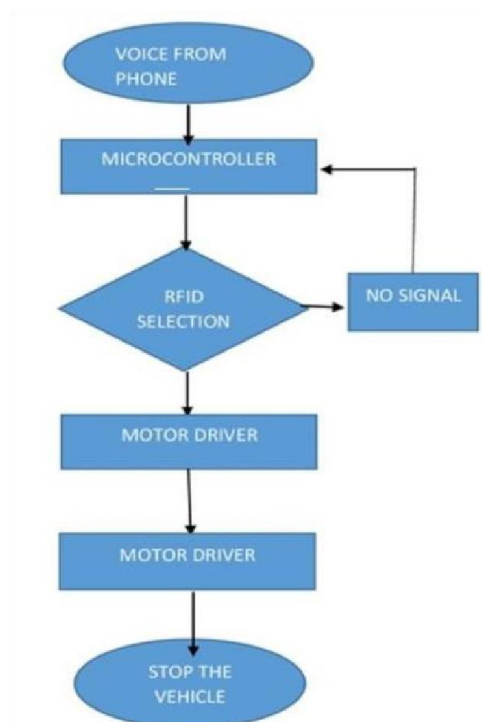 VOICE FROM
PHONE
MICROCONTROLLER
RFID
SELECTION
NO SIGNAL
MOTOR DRIVER
MOTOR DRIVER
STOP THE
VEHICLE